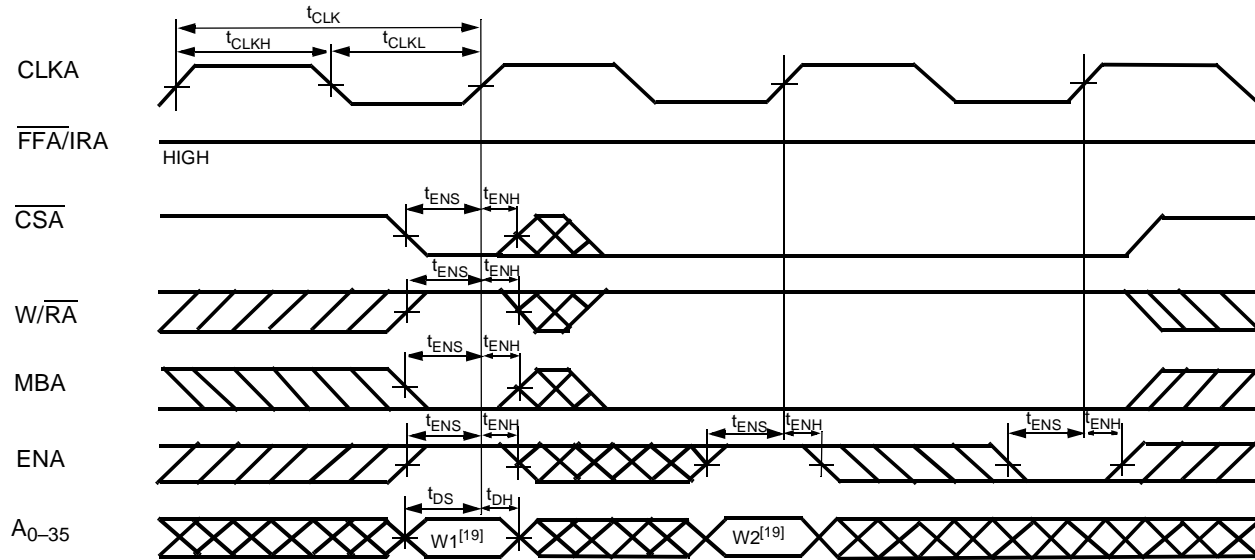 tCLK
tCLKH tCLKL
CLKA
FFA/IRA
HIGH
tENS tENH
CSA
tENS tENH
W/RA
tENS tENH
MBA
tENS tENH tENS tENH tENS tENH
ENA
tDS tDH
A0–35 W1[19] W2[19]